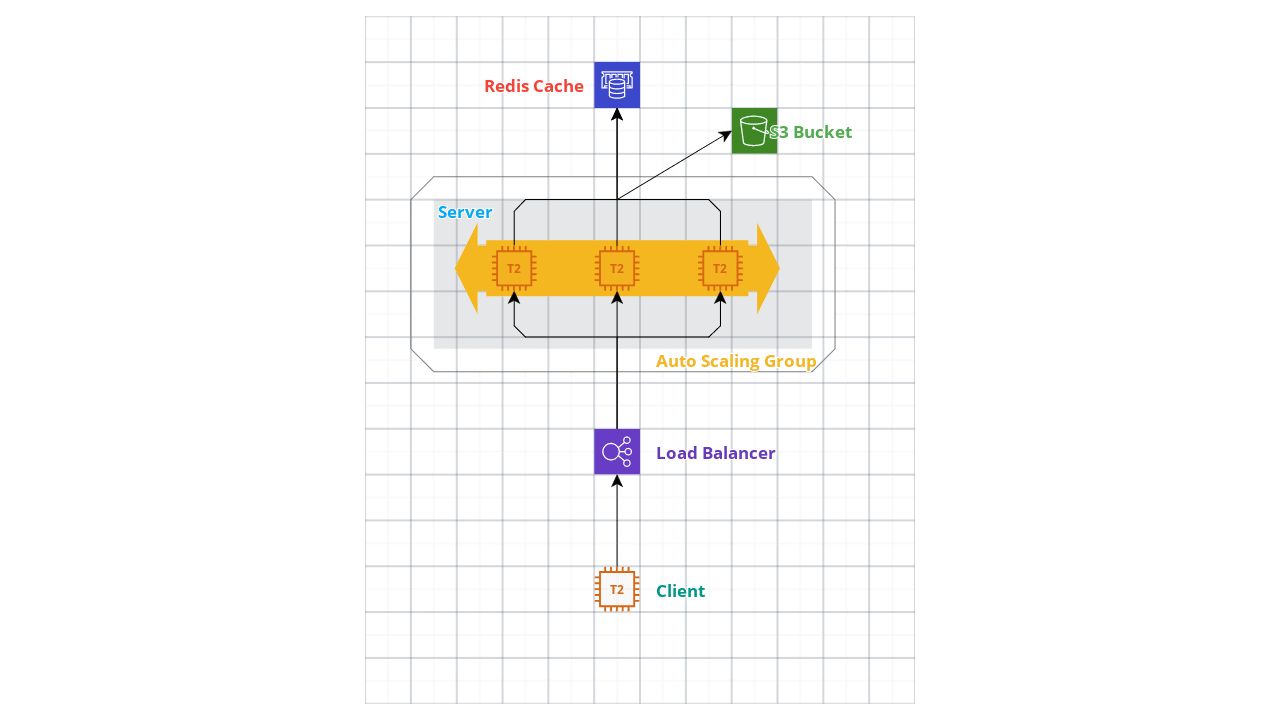 Redis Cache
S3 Bucket
Server
T2
T2
T2
Auto Scaling Group
Load Balancer
T2
Client